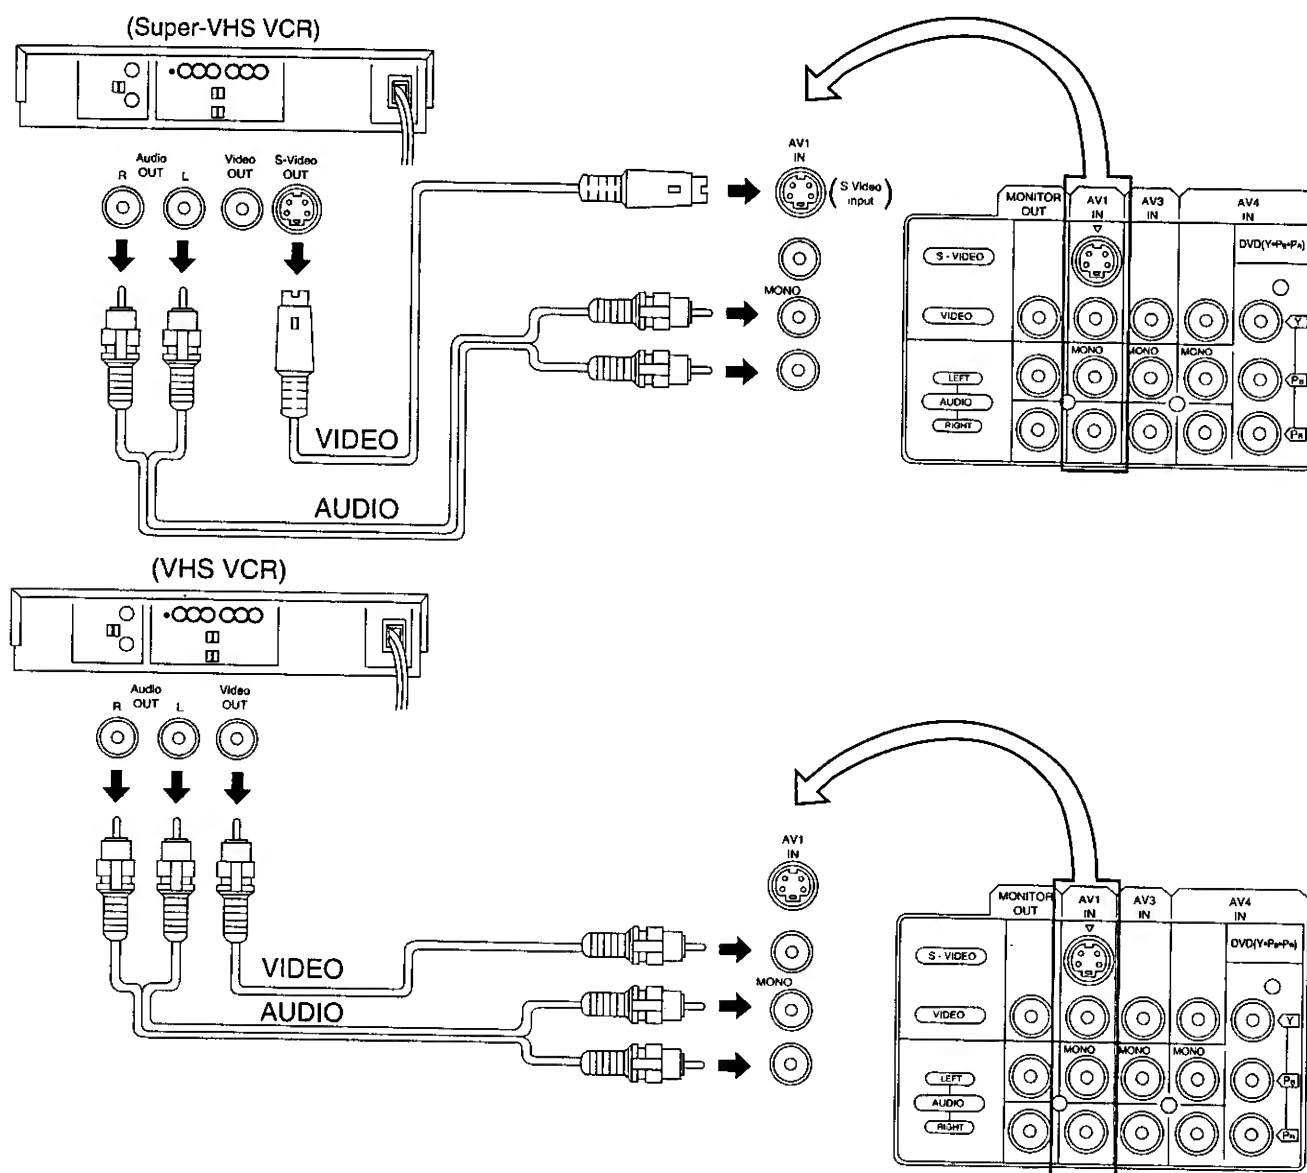 (Super-VHS VCR)
R
Audio
OUT
L
Video
OUT
S-Video
OUT
VIDEO
AUDIO
AV1
IN
(S Video
input)
MONO
MONITOR
OUT
AV1
IN
AV3
IN
AV4
IN
DVD(Y•PB•PR)
S - VIDEO
VIDEO
Y
MONO
MONO
MONO
LEFT
PB
AUDIO
RIGHT
PR
(VHS VCR)
R
Audio
OUT
L
Video
OUT
VIDEO
AUDIO
AV1
IN
MONO
MONITOR
OUT
AV1
IN
AV3
IN
AV4
IN
DVD(Y•PB•PR)
S - VIDEO
VIDEO
Y
MONO
MONO
MONO
LEFT
PB
AUDIO
RIGHT
PR